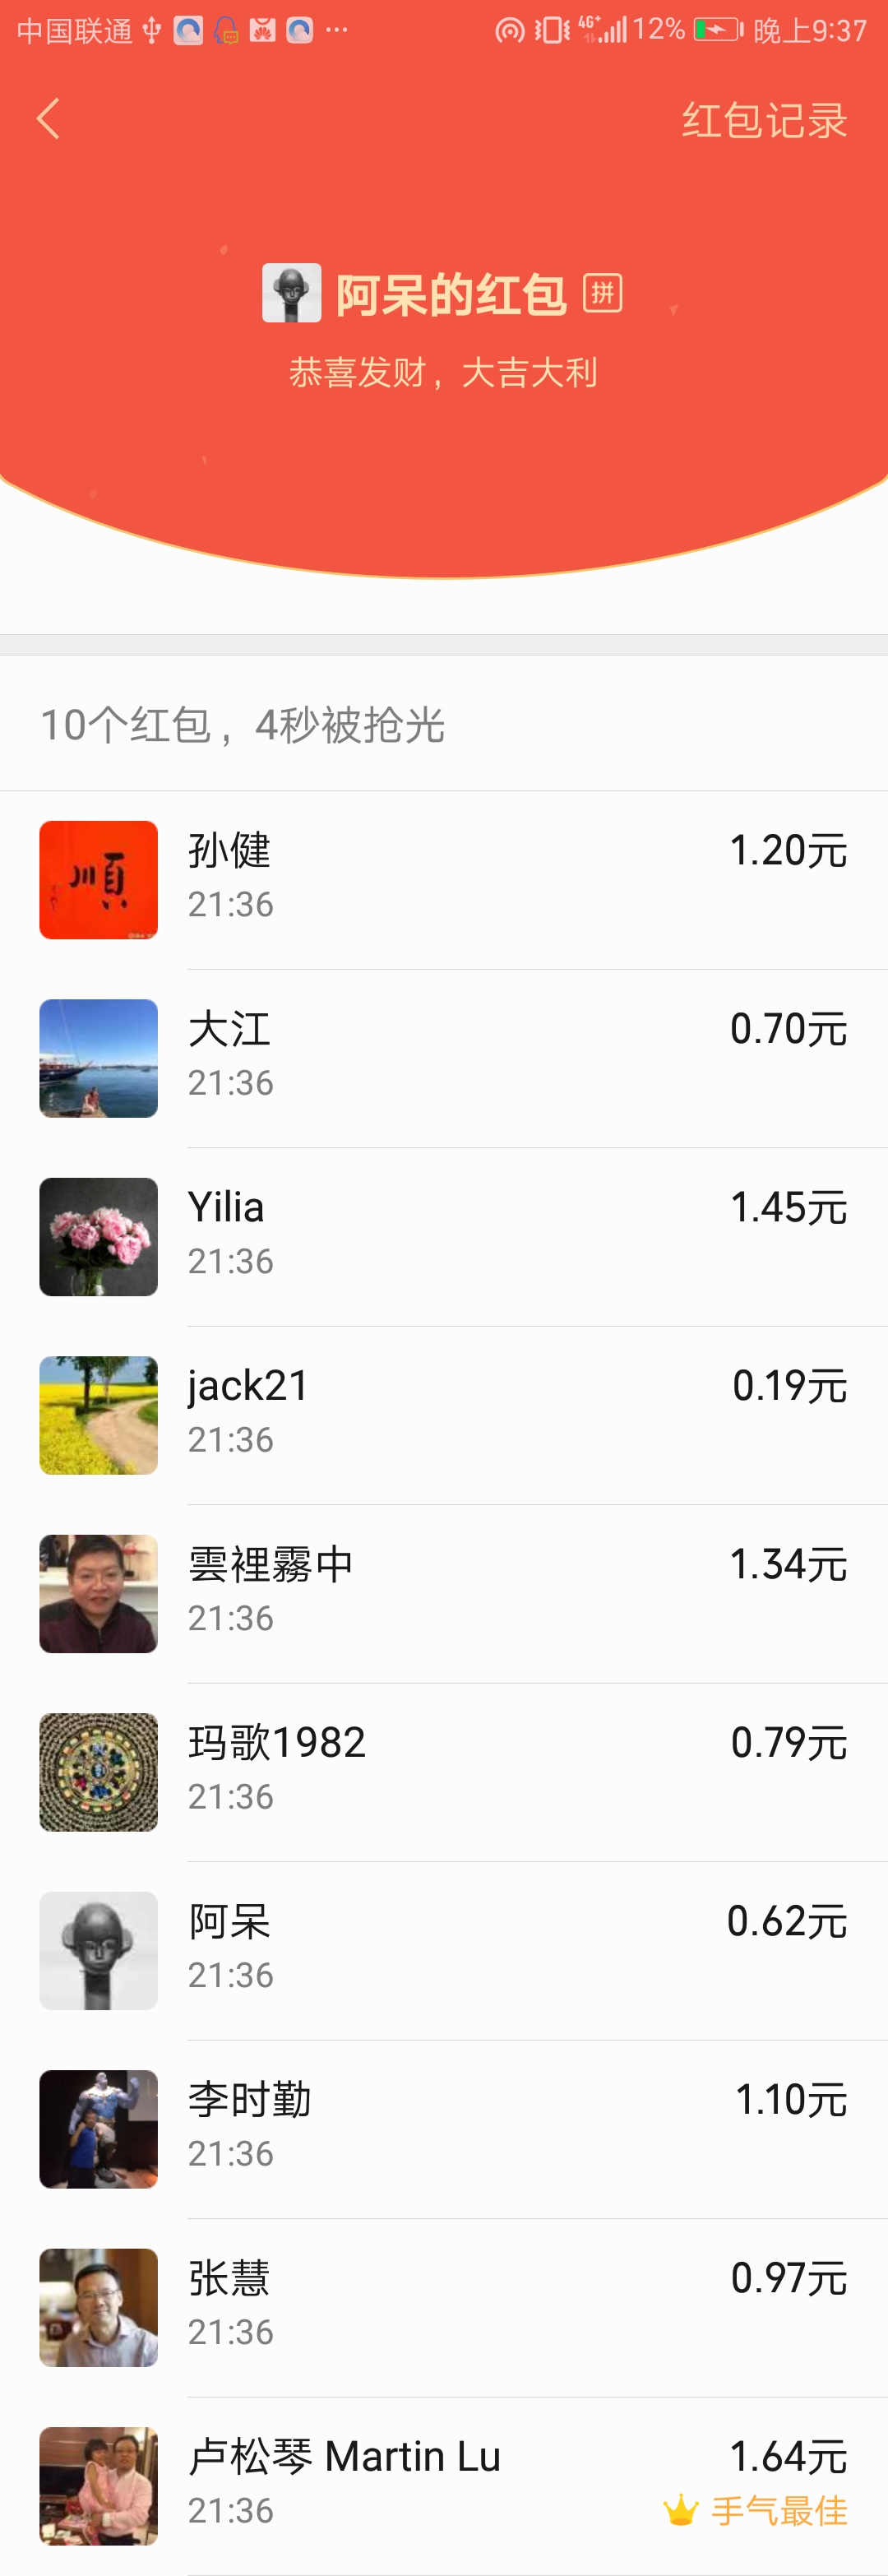 中国联通 4G+ 12% 晚上9:37
红包记录
阿呆的红包 拼
恭喜发财，大吉大利
10个红包，4秒被抢光
順
孙健 1.20元
21:36
大江 0.70元
21:36
Yilia 1.45元
21:36
jack21 0.19元
21:36
雲裡霧中 1.34元
21:36
玛歌1982 0.79元
21:36
阿呆 0.62元
21:36
李时勤 1.10元
21:36
张慧 0.97元
21:36
卢松琴 Martin Lu 1.64元
21:36 手气最佳